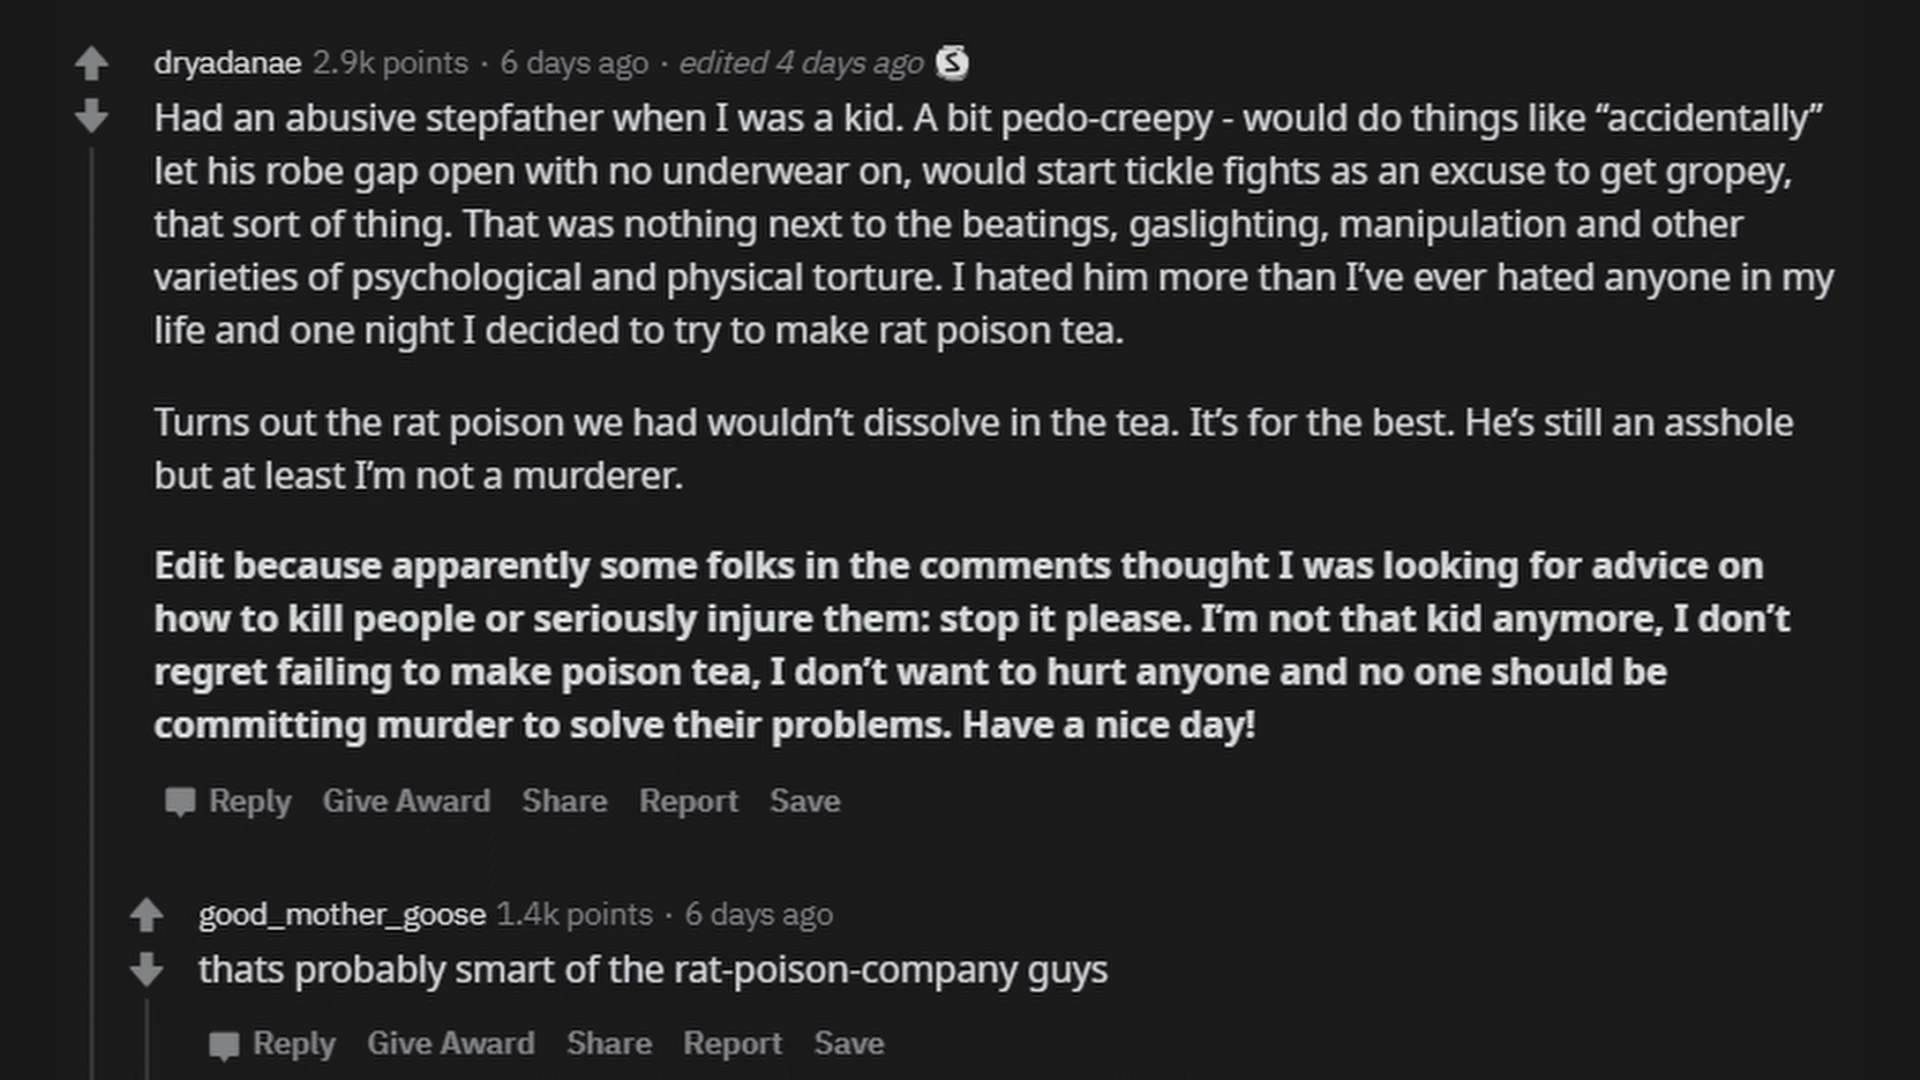 dryadanae 2.9k points · 6 days ago · edited 4 days ago S
Had an abusive stepfather when I was a kid. A bit pedo-creepy - would do things like “accidentally”
let his robe gap open with no underwear on, would start tickle fights as an excuse to get gropey,
that sort of thing. That was nothing next to the beatings, gaslighting, manipulation and other
varieties of psychological and physical torture. I hated him more than I’ve ever hated anyone in my
life and one night I decided to try to make rat poison tea.
Turns out the rat poison we had wouldn’t dissolve in the tea. It’s for the best. He’s still an asshole
but at least I’m not a murderer.
Edit because apparently some folks in the comments thought I was looking for advice on
how to kill people or seriously injure them: stop it please. I’m not that kid anymore, I don’t
regret failing to make poison tea, I don’t want to hurt anyone and no one should be
committing murder to solve their problems. Have a nice day!
Reply Give Award Share Report Save
good_mother_goose 1.4k points · 6 days ago
thats probably smart of the rat-poison-company guys
Reply Give Award Share Report Save